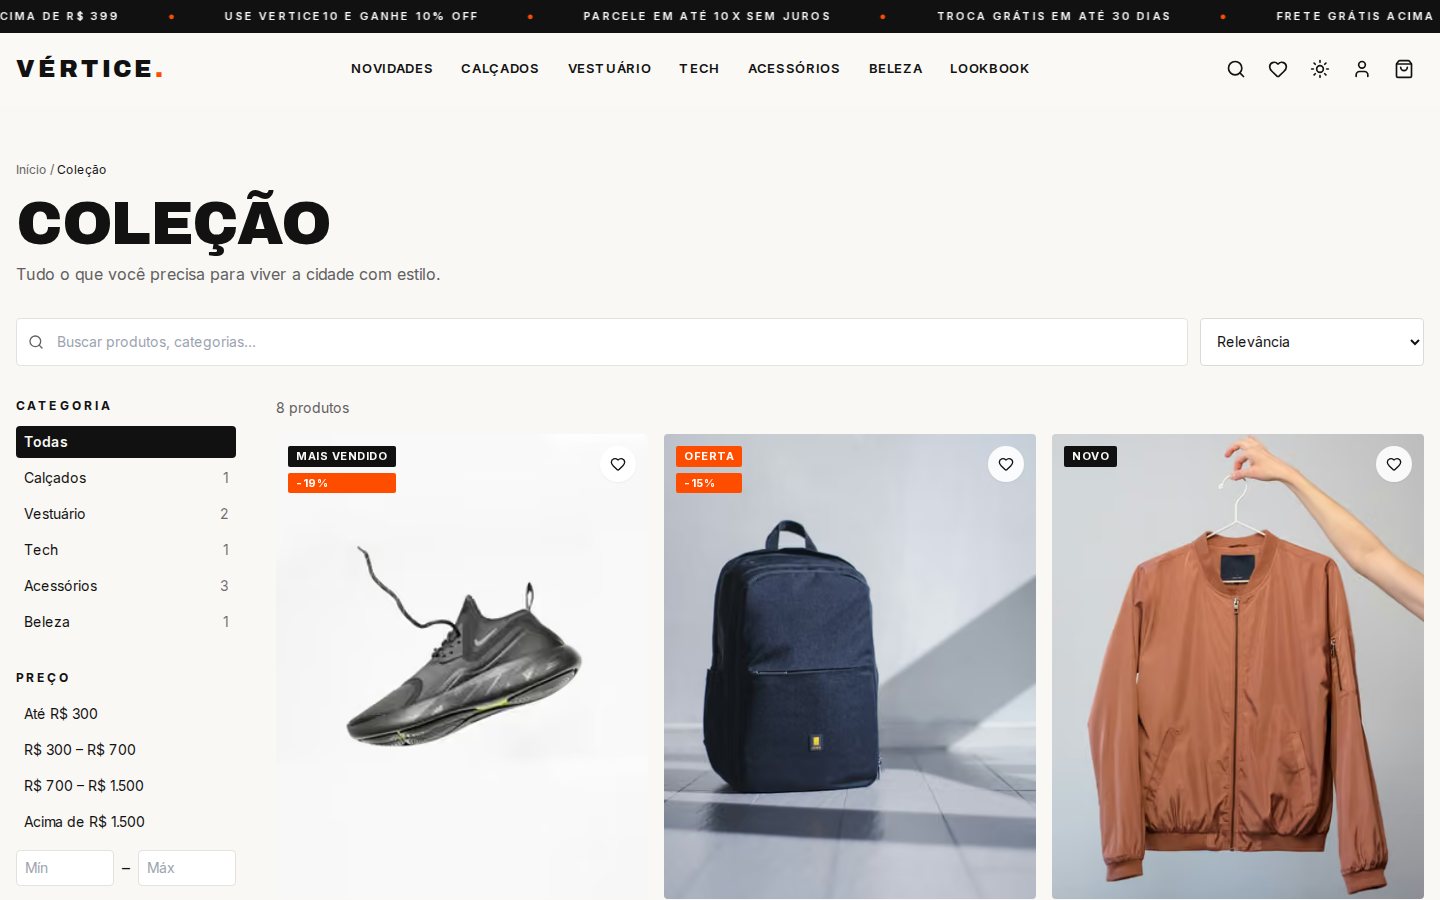 CIMA DE R$ 399 • USE VERTICE10 E GANHE 10% OFF • PARCELE EM ATÉ 10X SEM JUROS • TROCA GRÁTIS EM ATÉ 30 DIAS • FRETE GRÁTIS ACIMA
VÉRTICE.
NOVIDADES CALÇADOS VESTUÁRIO TECH ACESSÓRIOS BELEZA LOOKBOOK
Início / Coleção
COLEÇÃO
Tudo o que você precisa para viver a cidade com estilo.
Buscar produtos, categorias...
Relevância
CATEGORIA
Todas
Calçados 1
Vestuário 2
Tech 1
Acessórios 3
Beleza 1
PREÇO
Até R$ 300
R$ 300 – R$ 700
R$ 700 – R$ 1.500
Acima de R$ 1.500
Mín – Máx
8 produtos
MAIS VENDIDO
-19%
OFERTA
-15%
NOVO